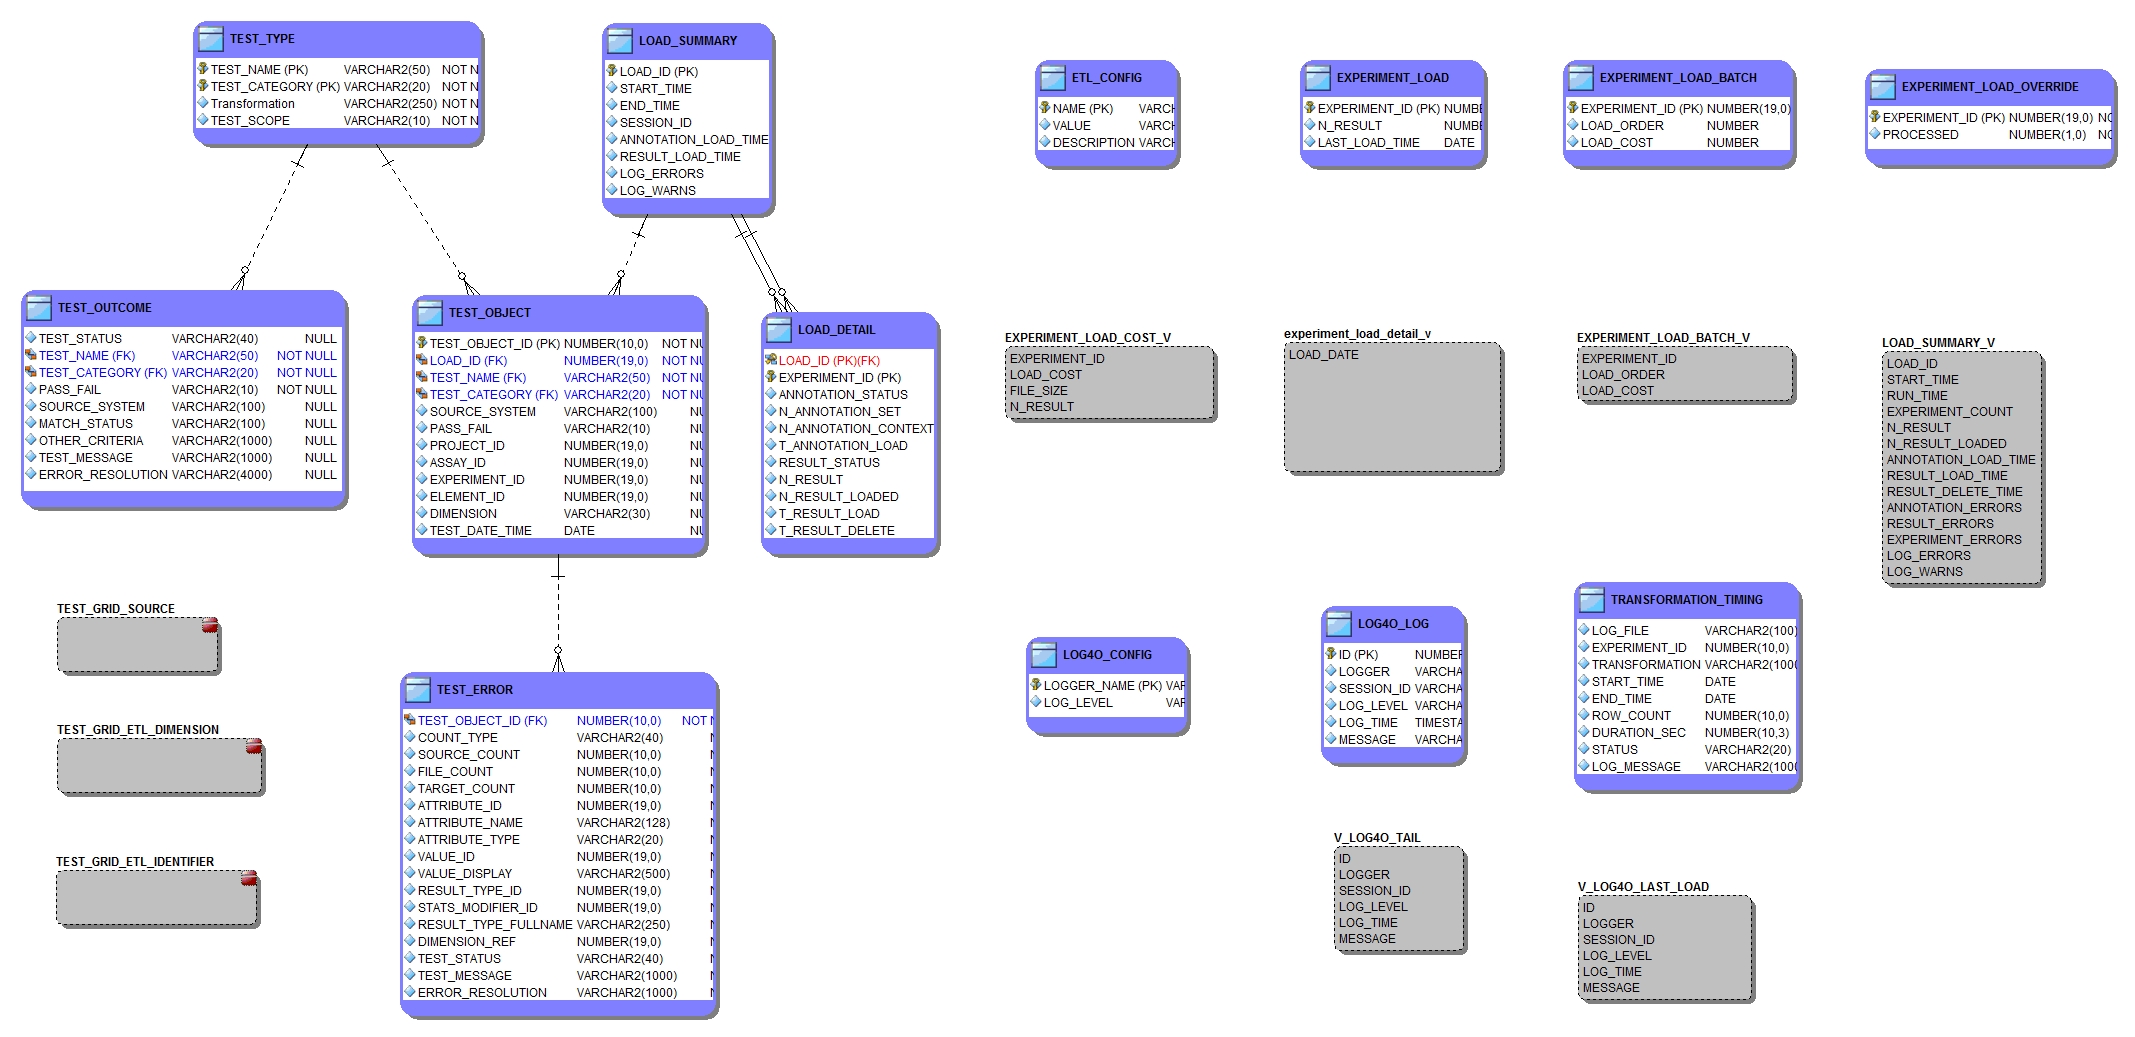 TEST_TYPE
TEST_NAME (PK) VARCHAR2(50) NOT N
TEST_CATEGORY (PK) VARCHAR2(20) NOT N
Transformation VARCHAR2(250) NOT N
TEST_SCOPE VARCHAR2(10) NOT N
LOAD_SUMMARY
LOAD_ID (PK)
START_TIME
END_TIME
SESSION_ID
ANNOTATION_LOAD_TIME
RESULT_LOAD_TIME
LOG_ERRORS
LOG_WARNS
ETL_CONFIG
NAME (PK) VARCH
VALUE VARCH
DESCRIPTION VARCH
EXPERIMENT_LOAD
EXPERIMENT_ID (PK) NUMBE
N_RESULT NUMBE
LAST_LOAD_TIME DATE
EXPERIMENT_LOAD_BATCH
EXPERIMENT_ID (PK) NUMBER(19,0)
LOAD_ORDER NUMBER
LOAD_COST NUMBER
EXPERIMENT_LOAD_OVERRIDE
EXPERIMENT_ID (PK) NUMBER(19,0) NO
PROCESSED NUMBER(1,0) NO
TEST_OUTCOME
TEST_STATUS VARCHAR2(40) NULL
TEST_NAME (FK) VARCHAR2(50) NOT NULL
TEST_CATEGORY (FK) VARCHAR2(20) NOT NULL
PASS_FAIL VARCHAR2(10) NOT NULL
SOURCE_SYSTEM VARCHAR2(100) NULL
MATCH_STATUS VARCHAR2(100) NULL
OTHER_CRITERIA VARCHAR2(1000) NULL
TEST_MESSAGE VARCHAR2(1000) NULL
ERROR_RESOLUTION VARCHAR2(4000) NULL
TEST_OBJECT
TEST_OBJECT_ID (PK) NUMBER(10,0) NOT NU
LOAD_ID (FK) NUMBER(19,0) NOT NU
TEST_NAME (FK) VARCHAR2(50) NOT NU
TEST_CATEGORY (FK) VARCHAR2(20) NOT NU
SOURCE_SYSTEM VARCHAR2(100) NU
PASS_FAIL VARCHAR2(10) NU
PROJECT_ID NUMBER(19,0) NU
ASSAY_ID NUMBER(19,0) NU
EXPERIMENT_ID NUMBER(19,0) NU
ELEMENT_ID NUMBER(19,0) NU
DIMENSION VARCHAR2(30) NU
TEST_DATE_TIME DATE NU
LOAD_DETAIL
LOAD_ID (PK)(FK)
EXPERIMENT_ID (PK)
ANNOTATION_STATUS
N_ANNOTATION_SET
N_ANNOTATION_CONTEXT
T_ANNOTATION_LOAD
RESULT_STATUS
N_RESULT
N_RESULT_LOADED
T_RESULT_LOAD
T_RESULT_DELETE
EXPERIMENT_LOAD_COST_V
EXPERIMENT_ID
LOAD_COST
FILE_SIZE
N_RESULT
experiment_load_detail_v
LOAD_DATE
EXPERIMENT_LOAD_BATCH_V
EXPERIMENT_ID
LOAD_ORDER
LOAD_COST
LOAD_SUMMARY_V
LOAD_ID
START_TIME
RUN_TIME
EXPERIMENT_COUNT
N_RESULT
N_RESULT_LOADED
ANNOTATION_LOAD_TIME
RESULT_LOAD_TIME
RESULT_DELETE_TIME
ANNOTATION_ERRORS
RESULT_ERRORS
EXPERIMENT_ERRORS
LOG_ERRORS
LOG_WARNS
TEST_GRID_SOURCE
TEST_GRID_ETL_DIMENSION
TEST_GRID_ETL_IDENTIFIER
TEST_ERROR
TEST_OBJECT_ID (FK) NUMBER(10,0) NOT N
COUNT_TYPE VARCHAR2(40) N
SOURCE_COUNT NUMBER(10,0) N
FILE_COUNT NUMBER(10,0) N
TARGET_COUNT NUMBER(10,0) N
ATTRIBUTE_ID NUMBER(19,0) N
ATTRIBUTE_NAME VARCHAR2(128) N
ATTRIBUTE_TYPE VARCHAR2(20) N
VALUE_ID NUMBER(19,0) N
VALUE_DISPLAY VARCHAR2(500) N
RESULT_TYPE_ID NUMBER(19,0) N
STATS_MODIFIER_ID NUMBER(19,0) N
RESULT_TYPE_FULLNAME VARCHAR2(250) N
DIMENSION_REF NUMBER(19,0) N
TEST_STATUS VARCHAR2(40) N
TEST_MESSAGE VARCHAR2(1000) N
ERROR_RESOLUTION VARCHAR2(1000) N
LOG4O_CONFIG
LOGGER_NAME (PK) VAR
LOG_LEVEL VAR
LOG4O_LOG
ID (PK) NUMBER
LOGGER VARCHA
SESSION_ID VARCHA
LOG_LEVEL VARCHA
LOG_TIME TIMESTA
MESSAGE VARCHA
TRANSFORMATION_TIMING
LOG_FILE VARCHAR2(100)
EXPERIMENT_ID NUMBER(10,0)
TRANSFORMATION VARCHAR2(1000
START_TIME DATE
END_TIME DATE
ROW_COUNT NUMBER(10,0)
DURATION_SEC NUMBER(10,3)
STATUS VARCHAR2(20)
LOG_MESSAGE VARCHAR2(1000
V_LOG4O_TAIL
ID
LOGGER
SESSION_ID
LOG_LEVEL
LOG_TIME
MESSAGE
V_LOG4O_LAST_LOAD
ID
LOGGER
SESSION_ID
LOG_LEVEL
LOG_TIME
MESSAGE